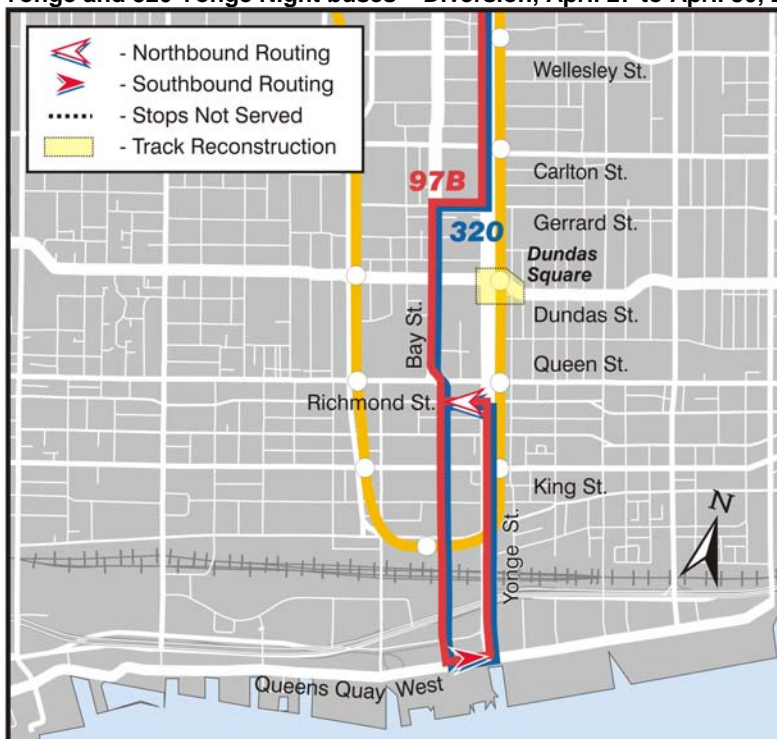 Yonge and 320 Yonge Night buses – Diversion, April 27 to April 30, 2
- Northbound Routing
- Southbound Routing
- Stops Not Served
- Track Reconstruction
Wellesley St.
Carlton St.
97B
Gerrard St.
320
Dundas
Square
Bay St.
Dundas St.
Queen St.
Richmond St.
King St.
N
Yonge St.
Queens Quay West